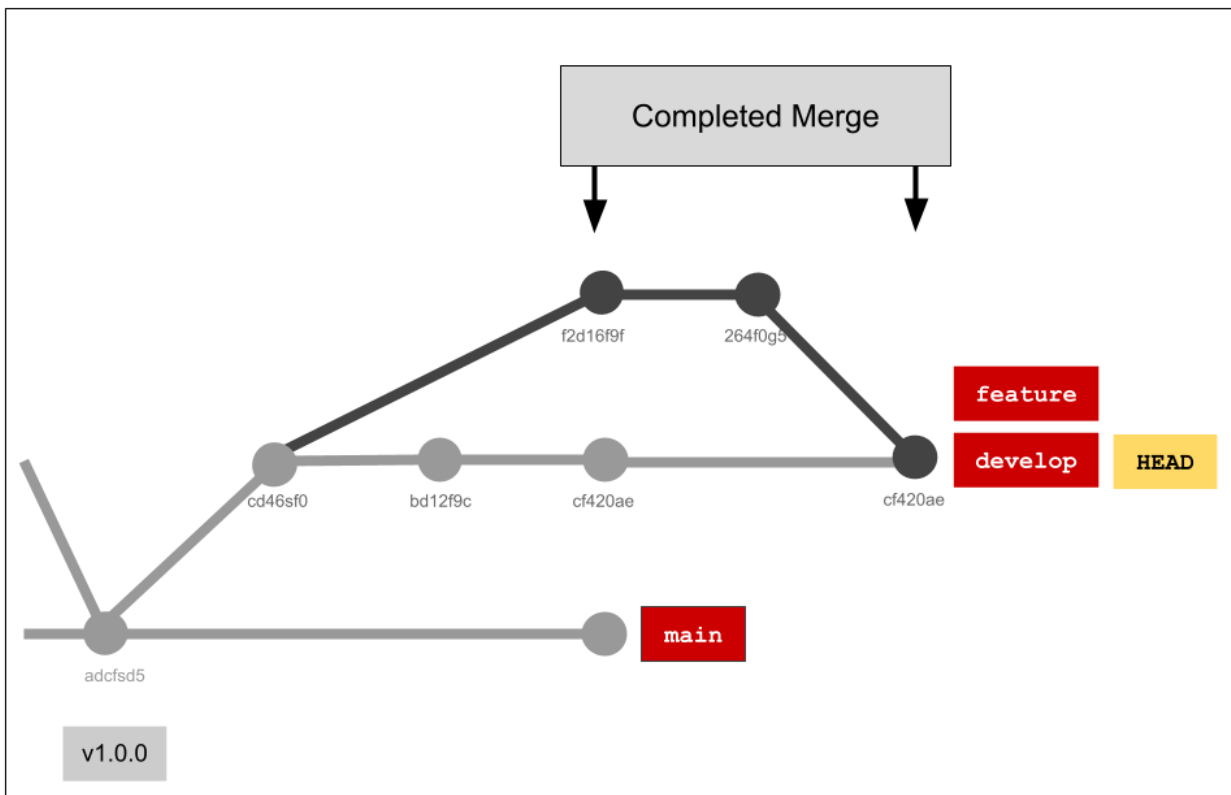 Completed Merge
f2d16f9f
264f0g5
feature
develop
HEAD
cd46sf0
bd12f9c
cf420ae
cf420ae
main
adcfsd5
v1.0.0